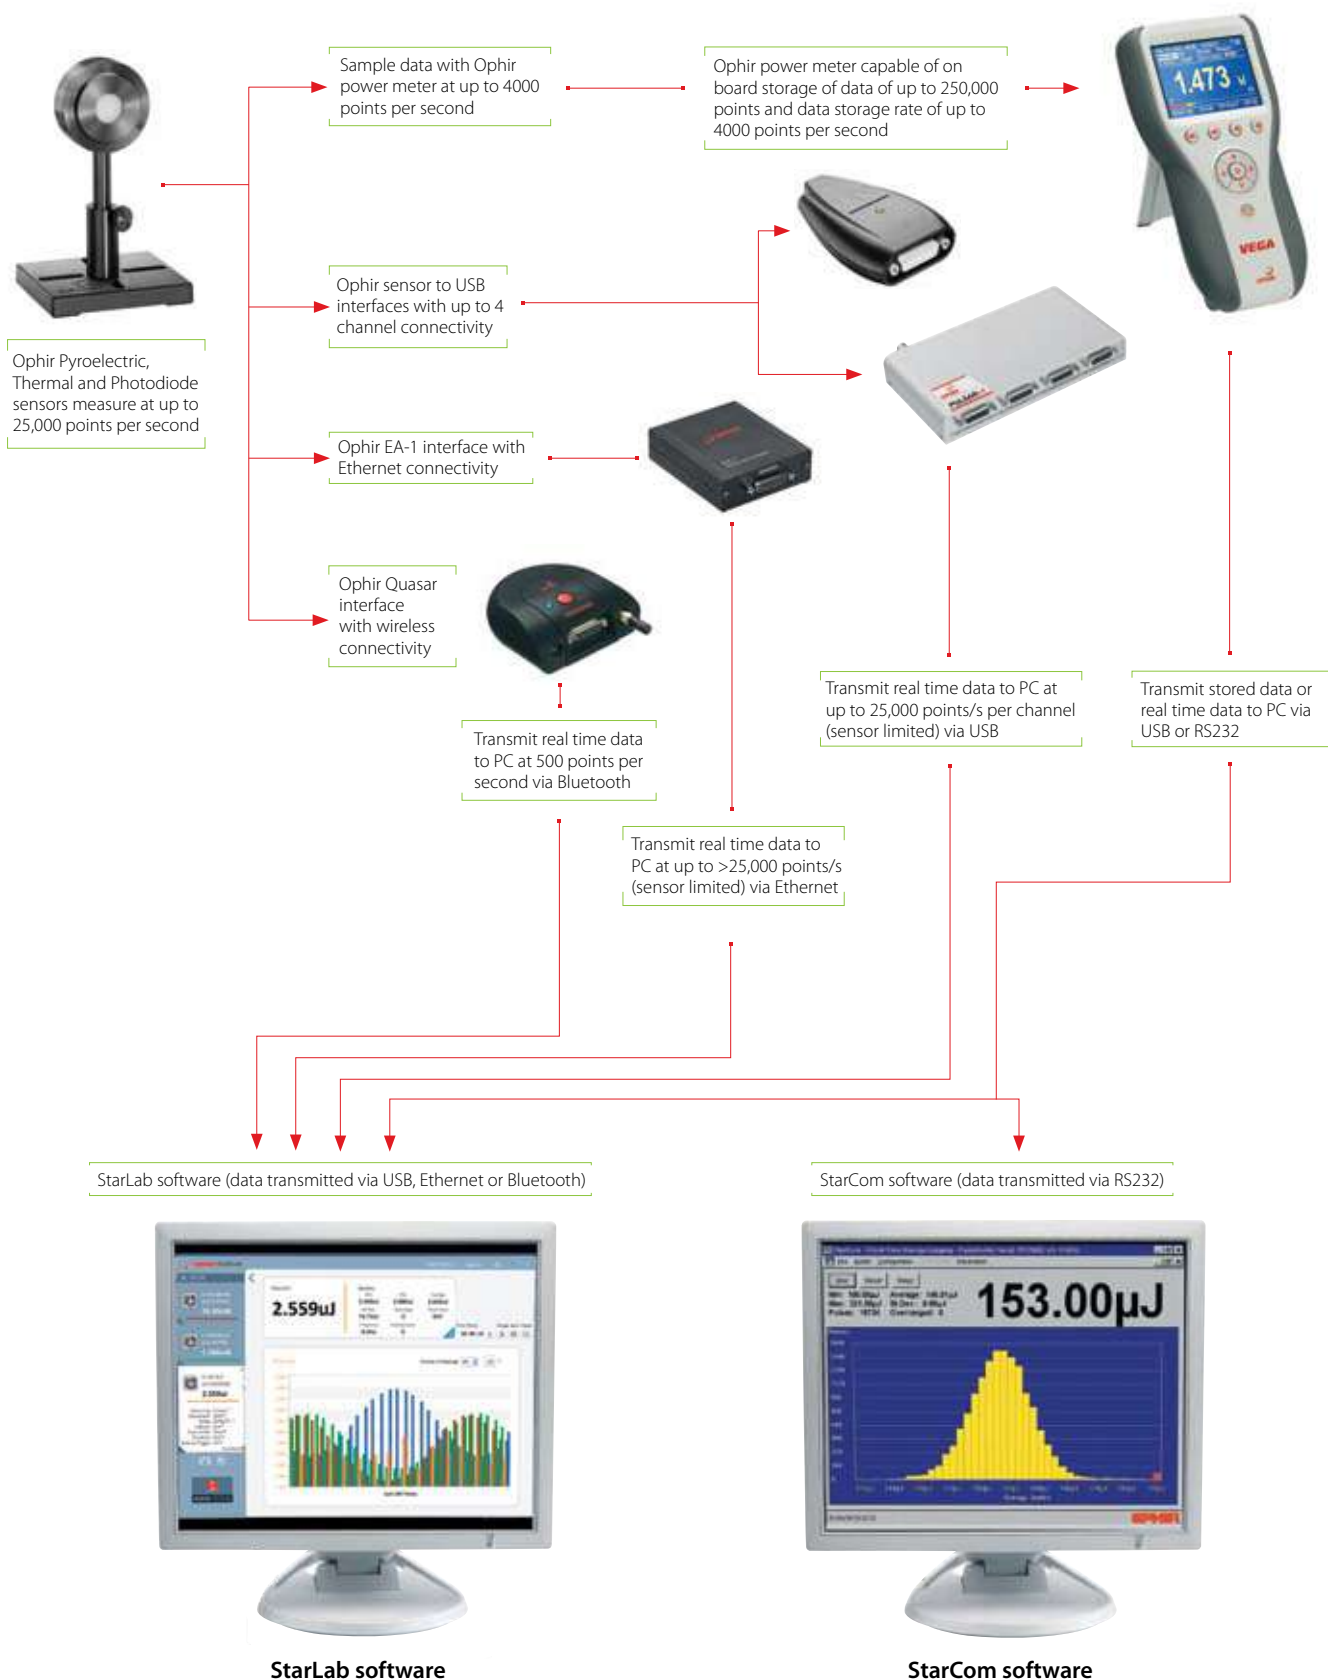 Sample data with Ophir
power meter at up to 4000
points per second
Ophir power meter capable of on
board storage of data of up to 250,000
points and data storage rate of up to
4000 points per second
1.473
VEGA
Ophir sensor to USB
interfaces with up to 4
channel connectivity
Ophir Pyroelectric,
Thermal and Photodiode
sensors measure at up to
25,000 points per second
Ophir EA-1 interface with
Ethernet connectivity
Ophir Quasar
interface
with wireless
connectivity
Transmit real time data
to PC at 500 points per
second via Bluetooth
Transmit real time data to PC at
up to 25,000 points/s per channel
(sensor limited) via USB
Transmit stored data or
real time data to PC via
USB or RS232
Transmit real time data to
PC at up to >25,000 points/s
(sensor limited) via Ethernet
StarLab software (data transmitted via USB, Ethernet or Bluetooth)
StarCom software (data transmitted via RS232)
2.559uJ
153.00µJ
OPHIR
StarLab software
StarCom software